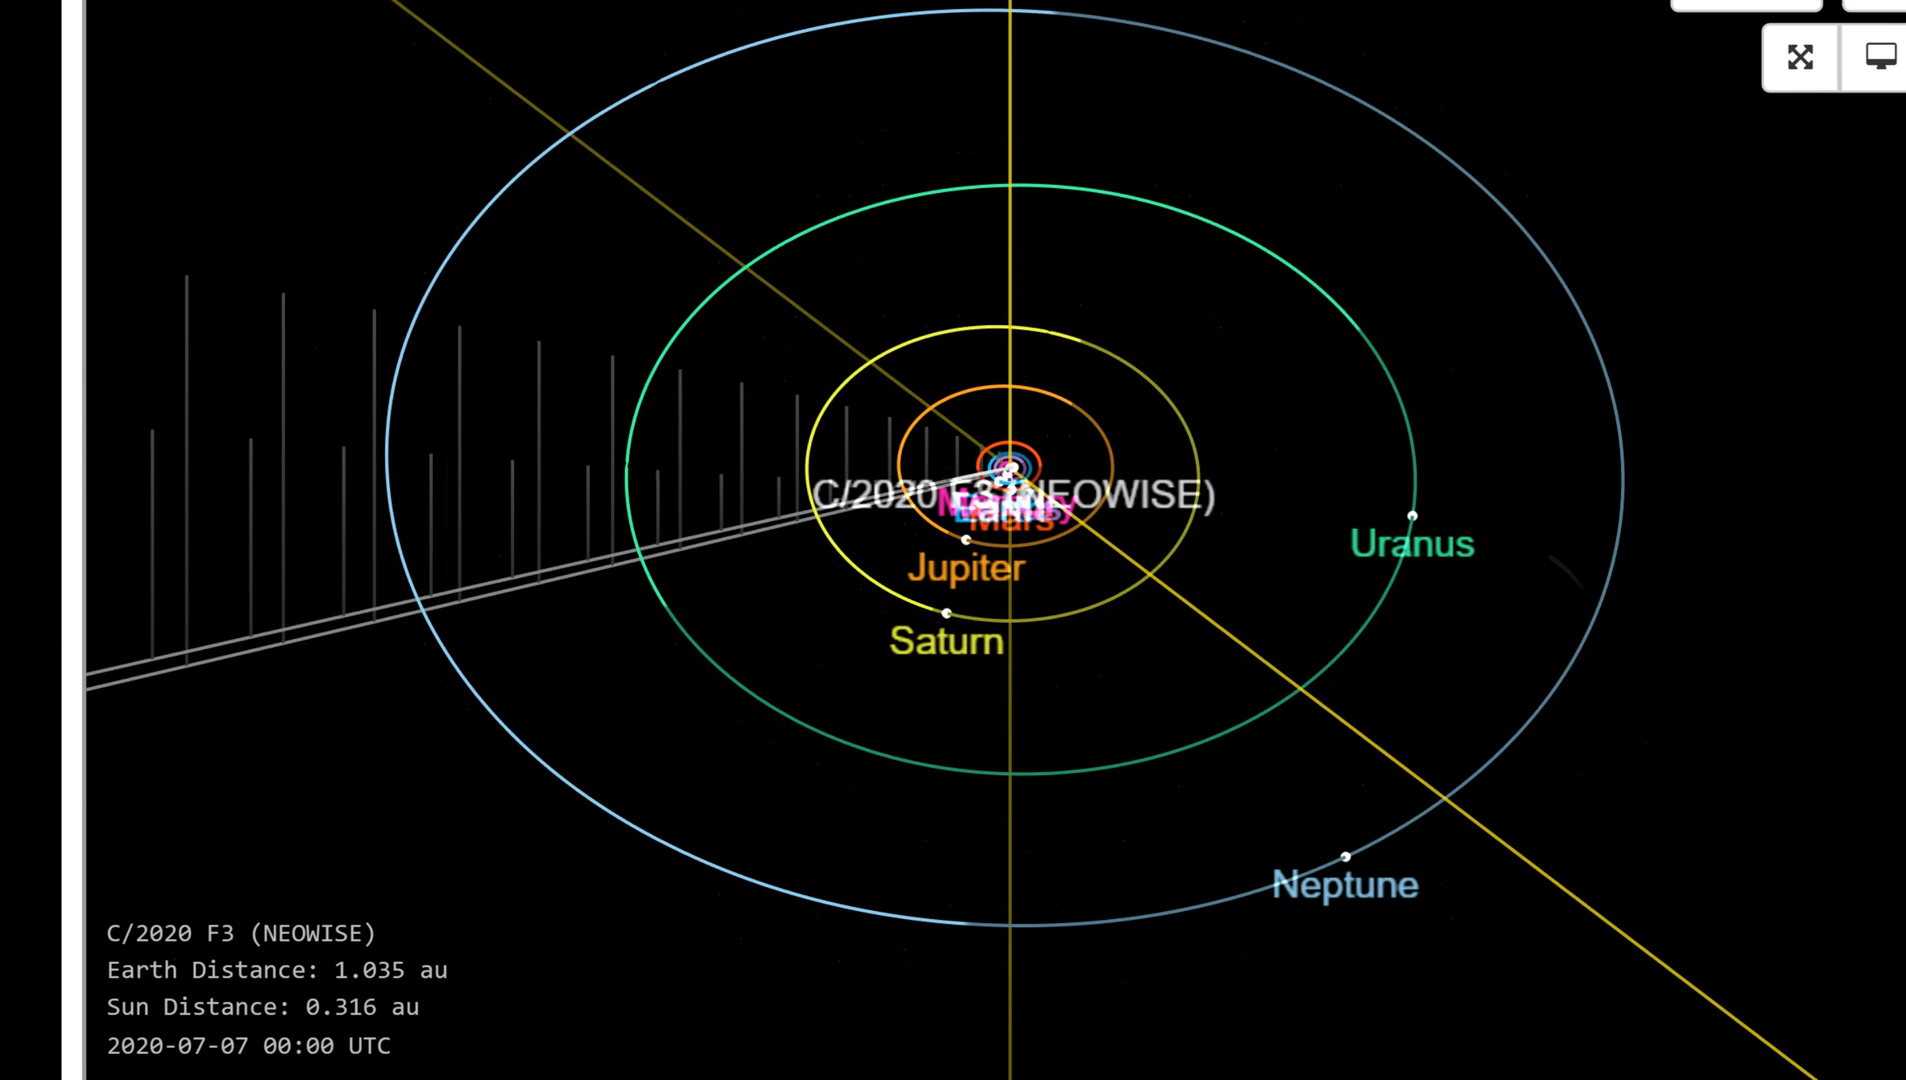 C/2020 F3 (NEOWISE)
Mars
Jupiter
Uranus
Saturn
Neptune
C/2020 F3 (NEOWISE)
Earth Distance: 1.035 au
Sun Distance: 0.316 au
2020-07-07 00:00 UTC